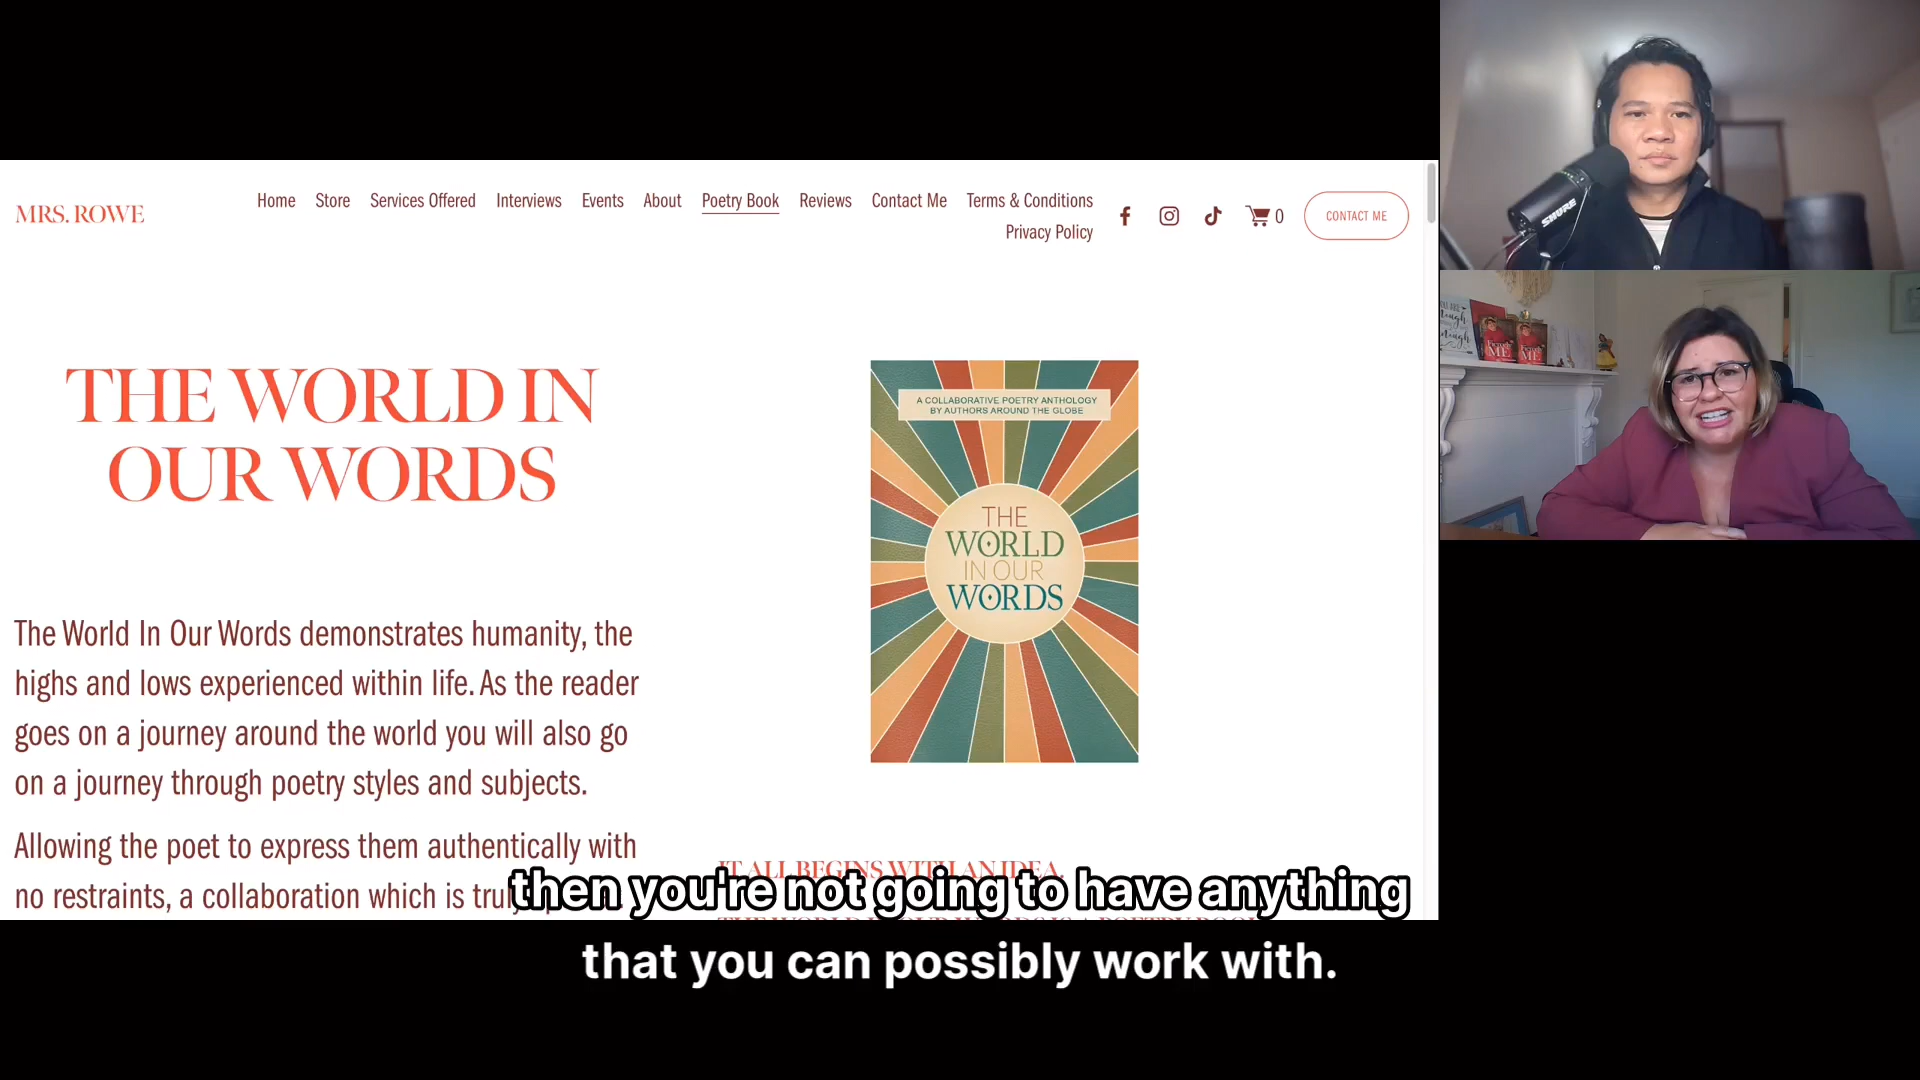 MRS. ROWE
Home Store Services Offered Interviews Events About Poetry Book Reviews Contact Me Terms & Conditions
Privacy Policy
0
CONTACT ME
THE WORLD IN
OUR WORDS
The World In Our Words demonstrates humanity, the
highs and lows experienced within life. As the reader
goes on a journey around the world you will also go
on a journey through poetry styles and subjects.
Allowing the poet to express them authentically with
no restraints, a collaboration which is
A COLLABORATIVE POETRY ANTHOLOGY
BY AUTHORS AROUND THE GLOBE
THE
WORLD
IN OUR
WORDS
IT ALL BEGINS WITH AN IDEA.
then you're not going to have anything
that you can possibly work with.
SHURE
ME
ME